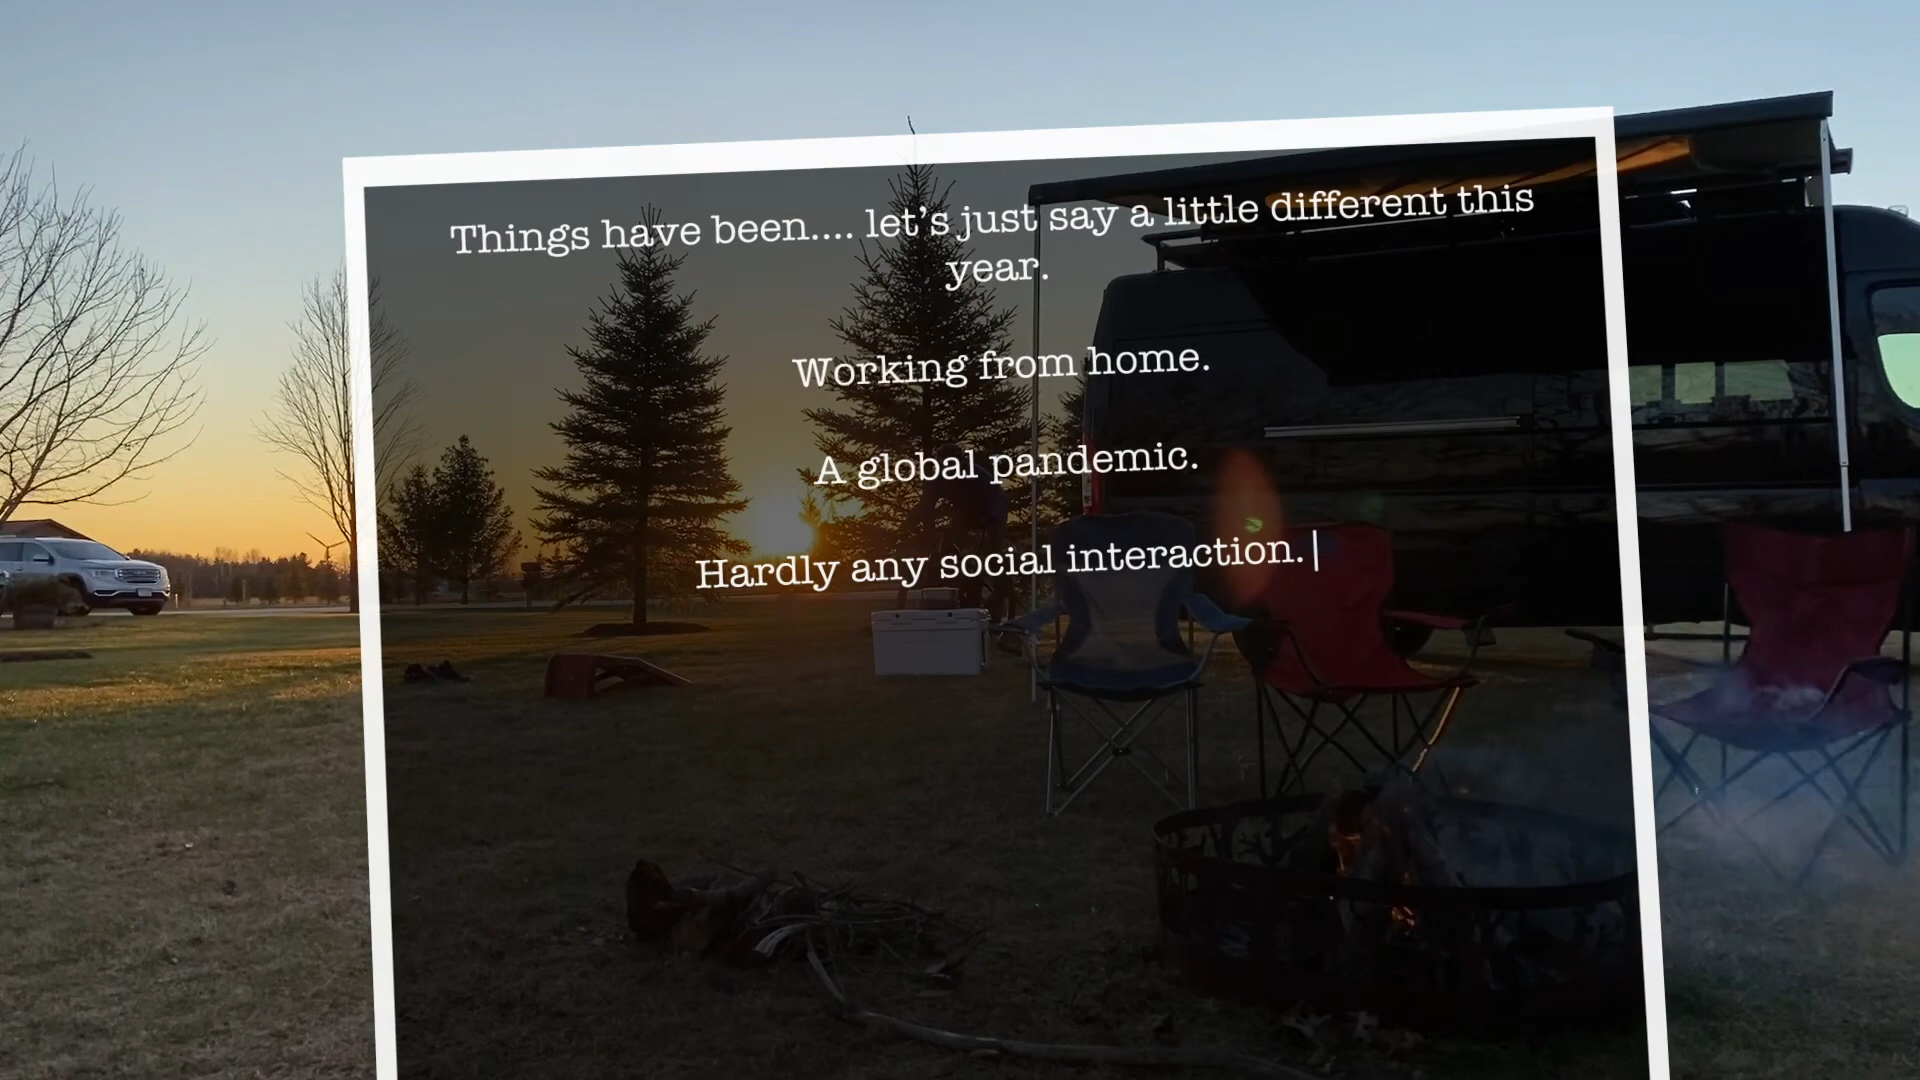 Things have been.... let’s just say a little different this
year.
Working from home.
A global pandemic.
Hardly any social interaction.|